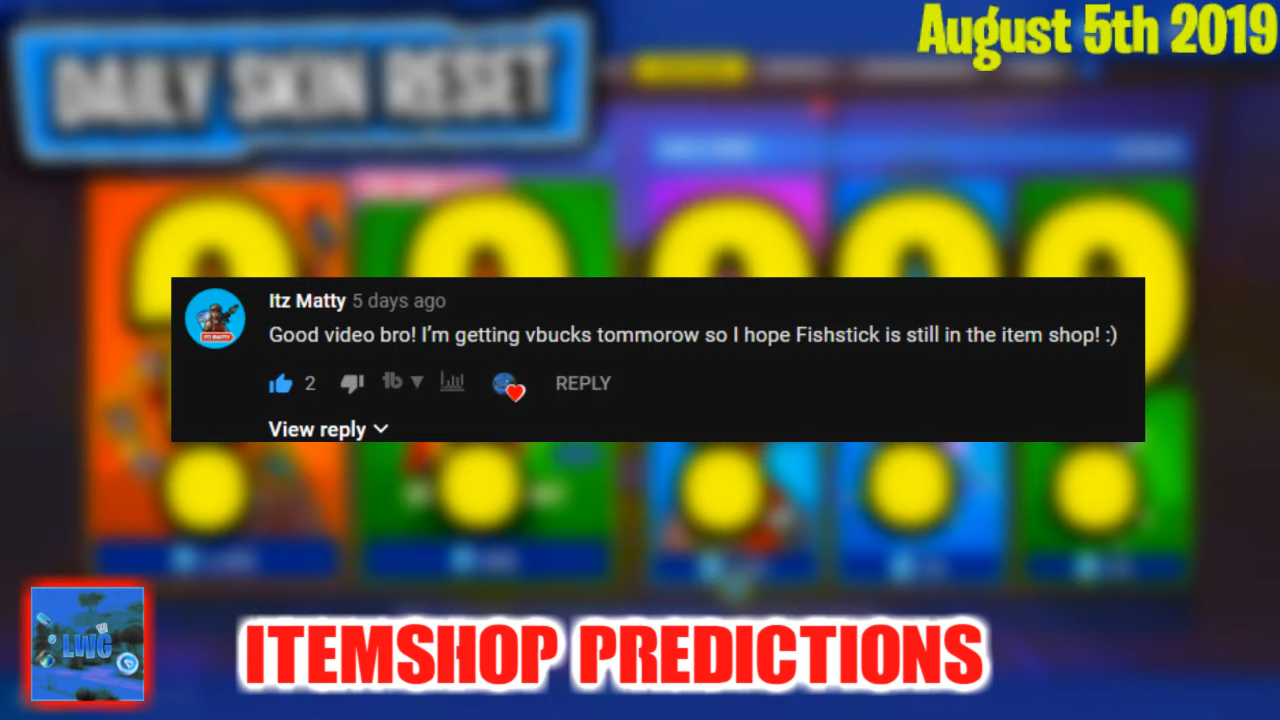 August 5th 2019
DAILY SKIN RESET
Itz Matty 5 days ago
Good video bro! I’m getting vbucks tommorow so I hope Fishstick is still in the item shop! :)
2
REPLY
View reply
LWG
ITEMSHOP PREDICTIONS